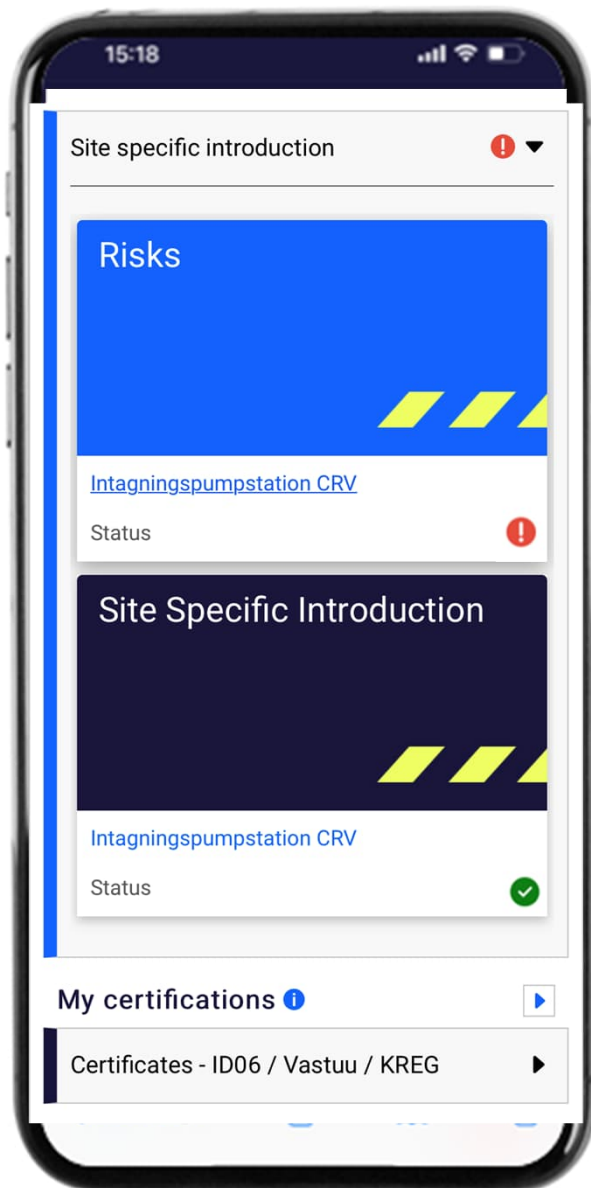 15:18
Site specific introduction
Risks
Intagningspumpstation CRV
Status
Site Specific Introduction
Intagningspumpstation CRV
Status
My certifications
Certificates - ID06 / Vastuu / KREG